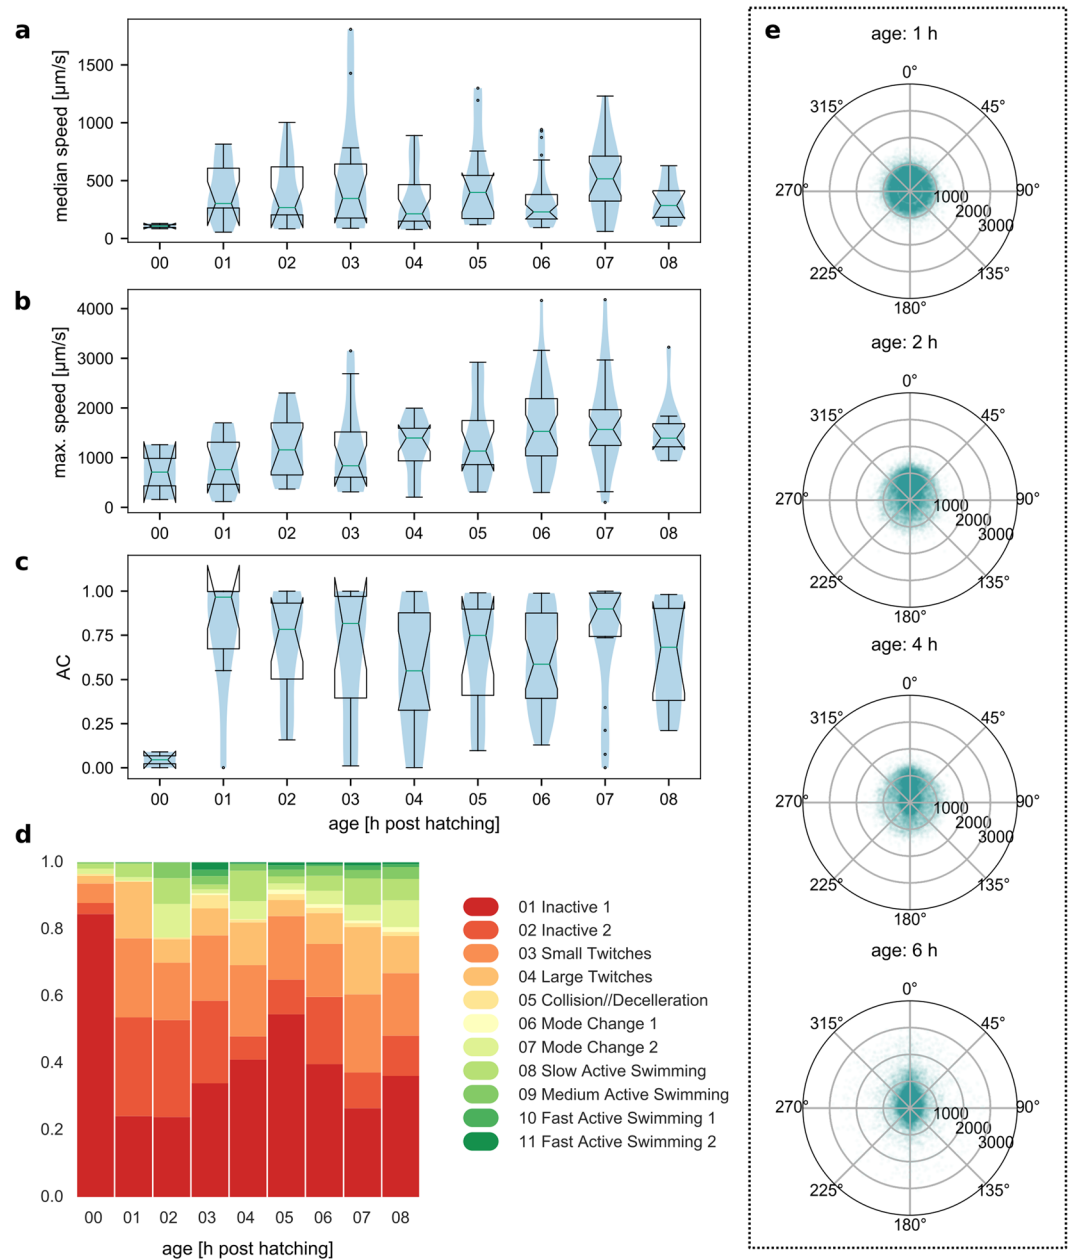 a
median speed [µm/s]
1500
1000
500
0
00 01 02 03 04 05 06 07 08
b
max. speed [µm/s]
4000
3000
2000
1000
0
00 01 02 03 04 05 06 07 08
c
AC
1.00
0.75
0.50
0.25
0.00
00 01 02 03 04 05 06 07 08
age [h post hatching]
d
1.0
0.8
0.6
0.4
0.2
0.0
00 01 02 03 04 05 06 07 08
age [h post hatching]
01 Inactive 1
02 Inactive 2
03 Small Twitches
04 Large Twitches
05 Collision//Decelleration
06 Mode Change 1
07 Mode Change 2
08 Slow Active Swimming
09 Medium Active Swimming
10 Fast Active Swimming 1
11 Fast Active Swimming 2
e
age: 1 h
0°
315° 45°
270° 1000 2000 3000 90°
225° 135°
180°
age: 2 h
0°
315° 45°
270° 1000 2000 3000 90°
225° 135°
180°
age: 4 h
0°
315° 45°
270° 1000 2000 3000 90°
225° 135°
180°
age: 6 h
0°
315° 45°
270° 1000 2000 3000 90°
225° 135°
180°